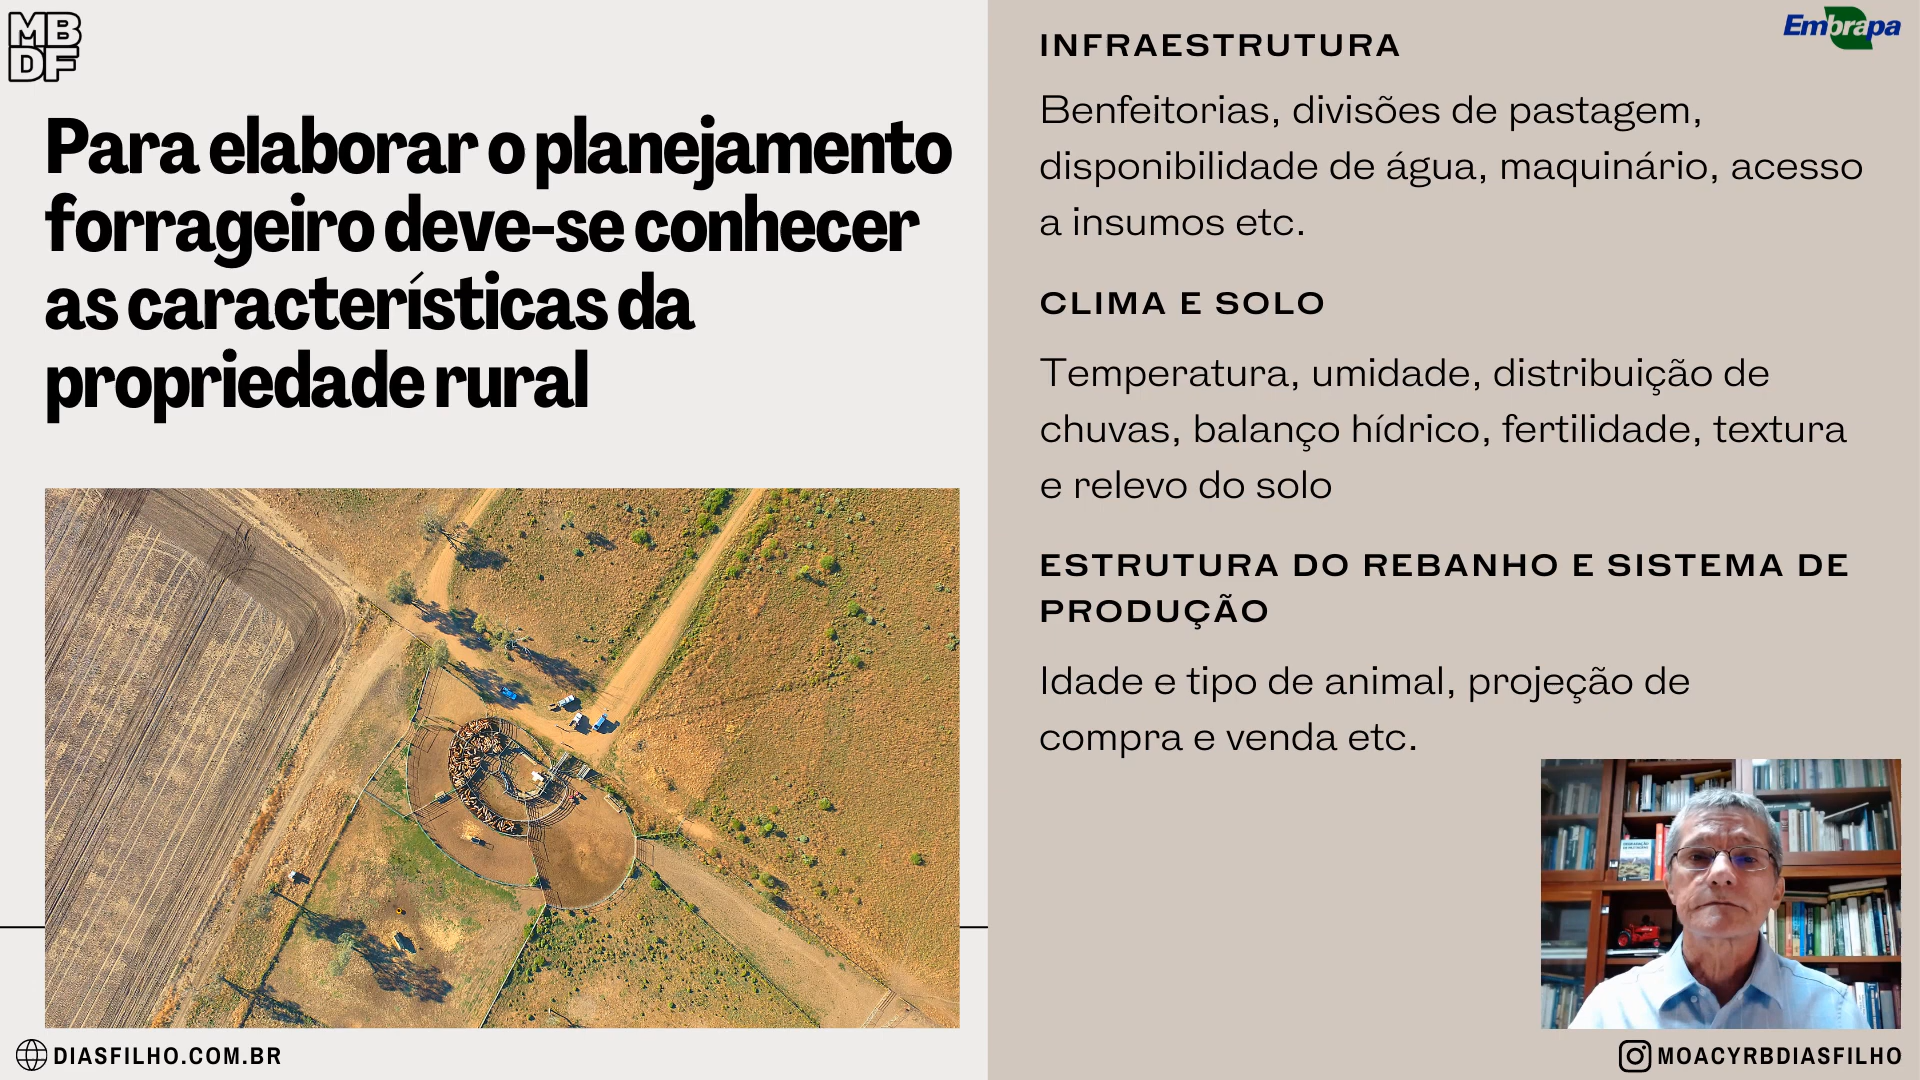 MB
DF
Para elaborar o planejamento
forrageiro deve-se conhecer
as características da
propriedade rural
DIASFILHO.COM.BR
Embrapa
INFRAESTRUTURA
Benfeitorias, divisões de pastagem,
disponibilidade de água, maquinário, acesso
a insumos etc.
CLIMA E SOLO
Temperatura, umidade, distribuição de
chuvas, balanço hídrico, fertilidade, textura
e relevo do solo
ESTRUTURA DO REBANHO E SISTEMA DE
PRODUÇÃO
Idade e tipo de animal, projeção de
compra e venda etc.
MOACYRBDIASFILHO